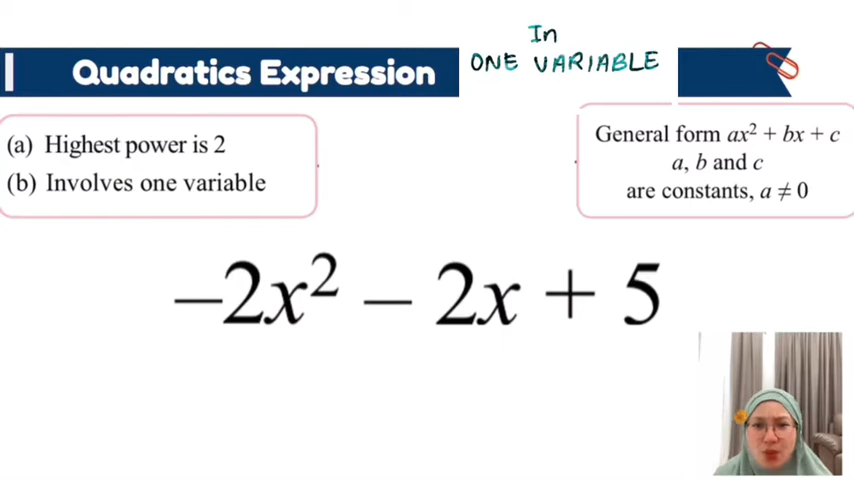 In
Quadratics Expression ONE VARIABLE
(a) Highest power is 2
(b) Involves one variable
General form ax² + bx + c
a, b and c
are constants, a ≠ 0
−2x² − 2x + 5